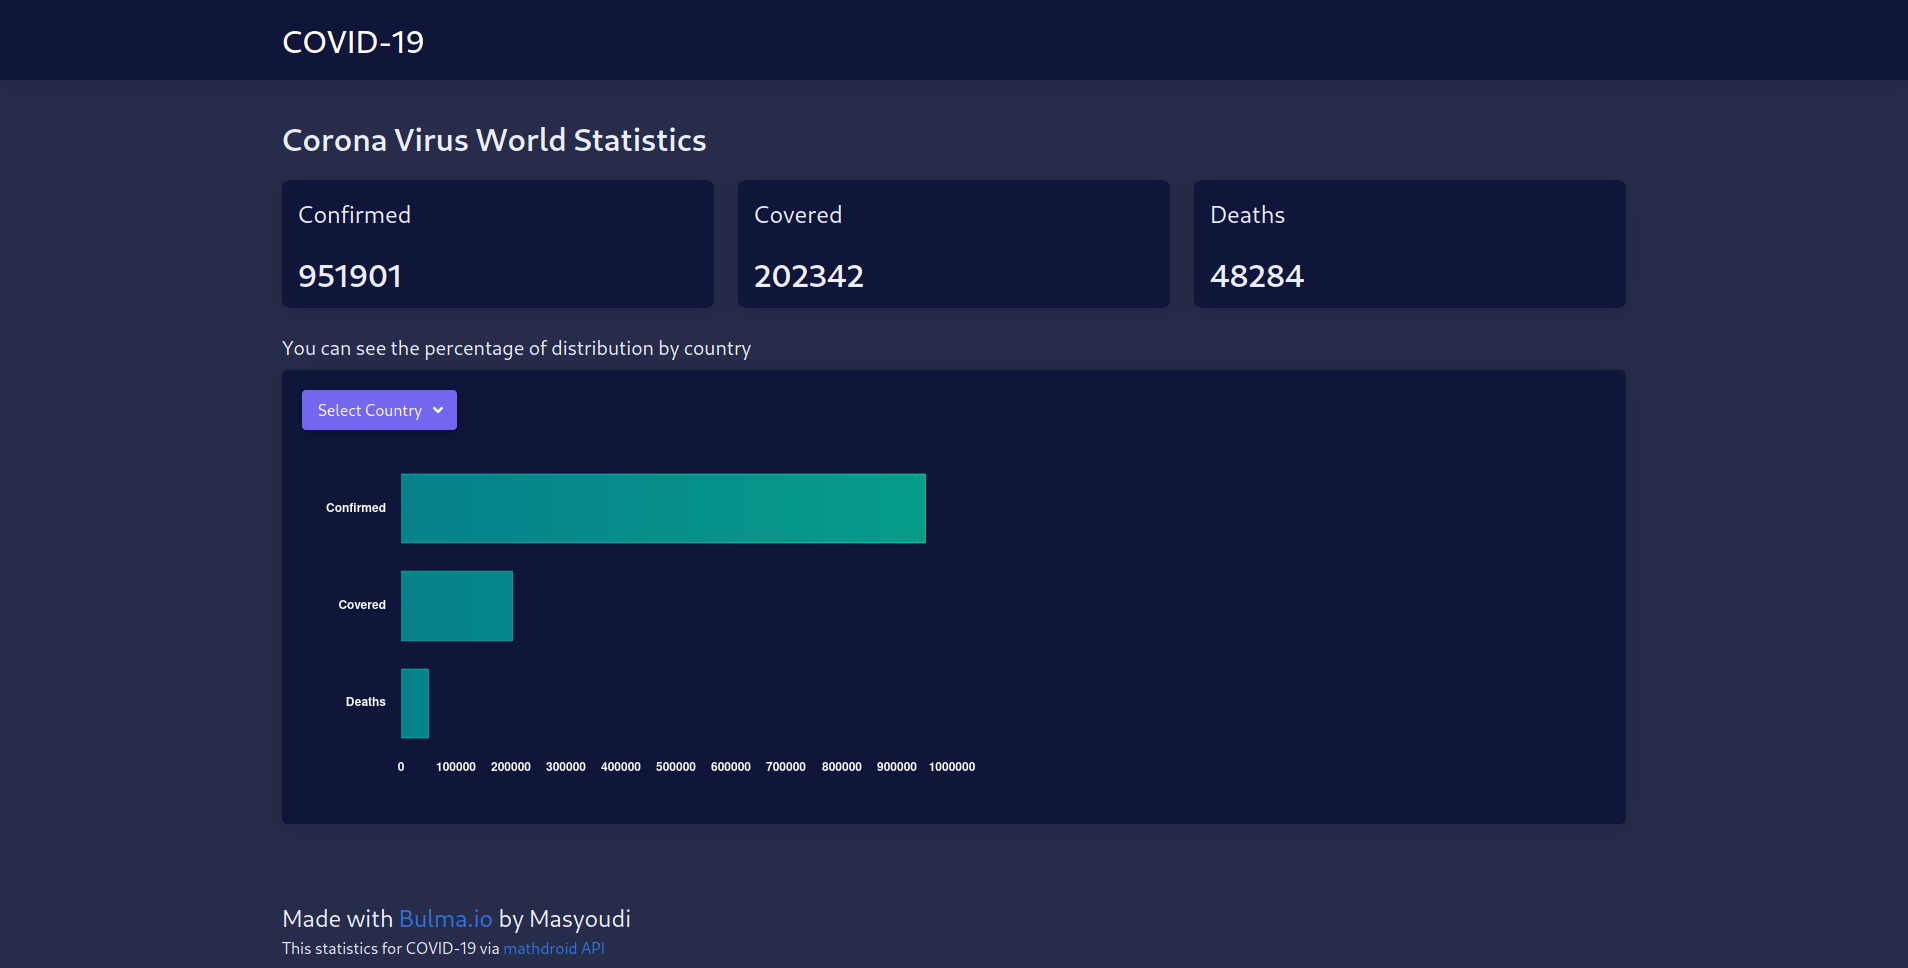 COVID-19
Corona Virus World Statistics
Confirmed
951901
Covered
202342
Deaths
48284
You can see the percentage of distribution by country
Select Country
Confirmed
Covered
Deaths
0 100000 200000 300000 400000 500000 600000 700000 800000 900000 1000000
Made with Bulma.io by Masyoudi
This statistics for COVID-19 via mathdroid API